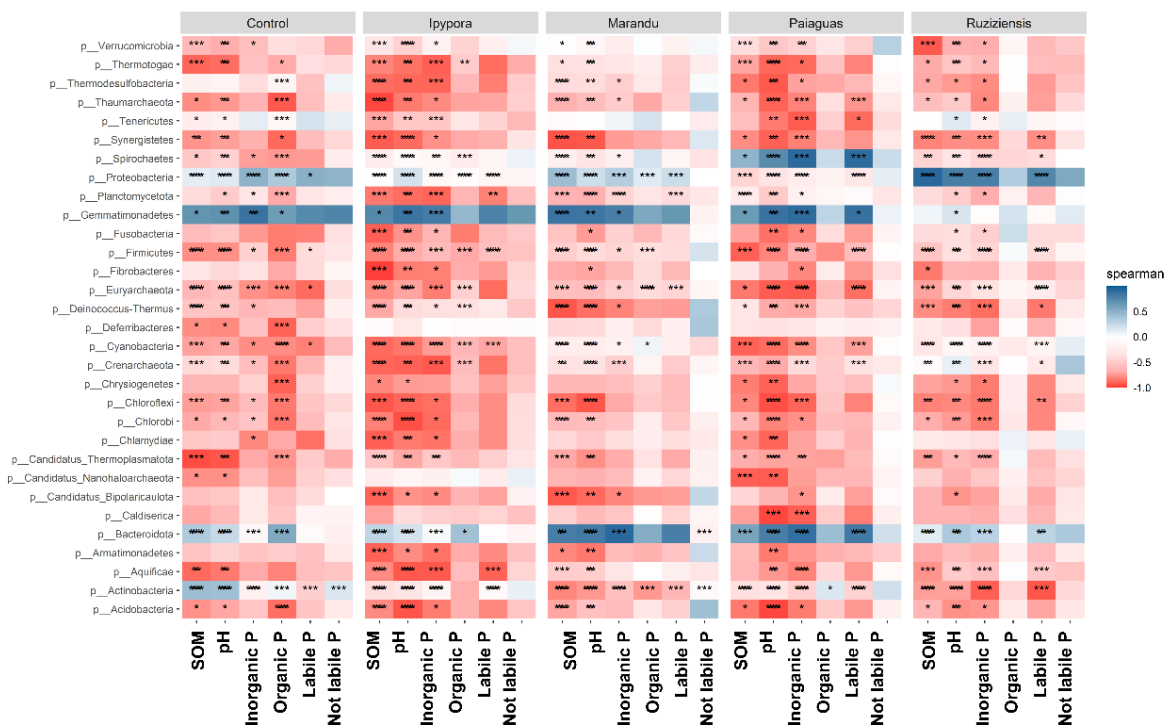 Control Ipypora Marandu Paiaguas Ruziziensis
p__Verrucomicrobia
p__Thermotogae
p__Thermodesulfobacteria
p__Thaumarchaeota
p__Tenericutes
p__Synergistetes
p__Spirochaetes
p__Proteobacteria
p__Planctomycetota
p__Gemmatimonadetes
p__Fusobacteria
p__Firmicutes
p__Fibrobacteres
p__Euryarchaeota
p__Deinococcus-Thermus
p__Deferribacteres
p__Cyanobacteria
p__Crenarchaeota
p__Chrysiogenetes
p__Chloroflexi
p__Chlorobi
p__Chlamydiae
p__Candidatus_Thermoplasmatota
p__Candidatus_Nanohaloarchaeota
p__Candidatus_Bipolaricaulota
p__Caldiserica
p__Bacteroidota
p__Armatimonadetes
p__Aquificae
p__Actinobacteria
p__Acidobacteria
SOM pH Inorganic P Organic P Labile P Not labile P
SOM pH Inorganic P Organic P Labile P Not labile P
SOM pH Inorganic P Organic P Labile P Not labile P
SOM pH Inorganic P Organic P Labile P Not labile P
SOM pH Inorganic P Organic P Labile P Not labile P
spearman
0.5
0.0
-0.5
-1.0